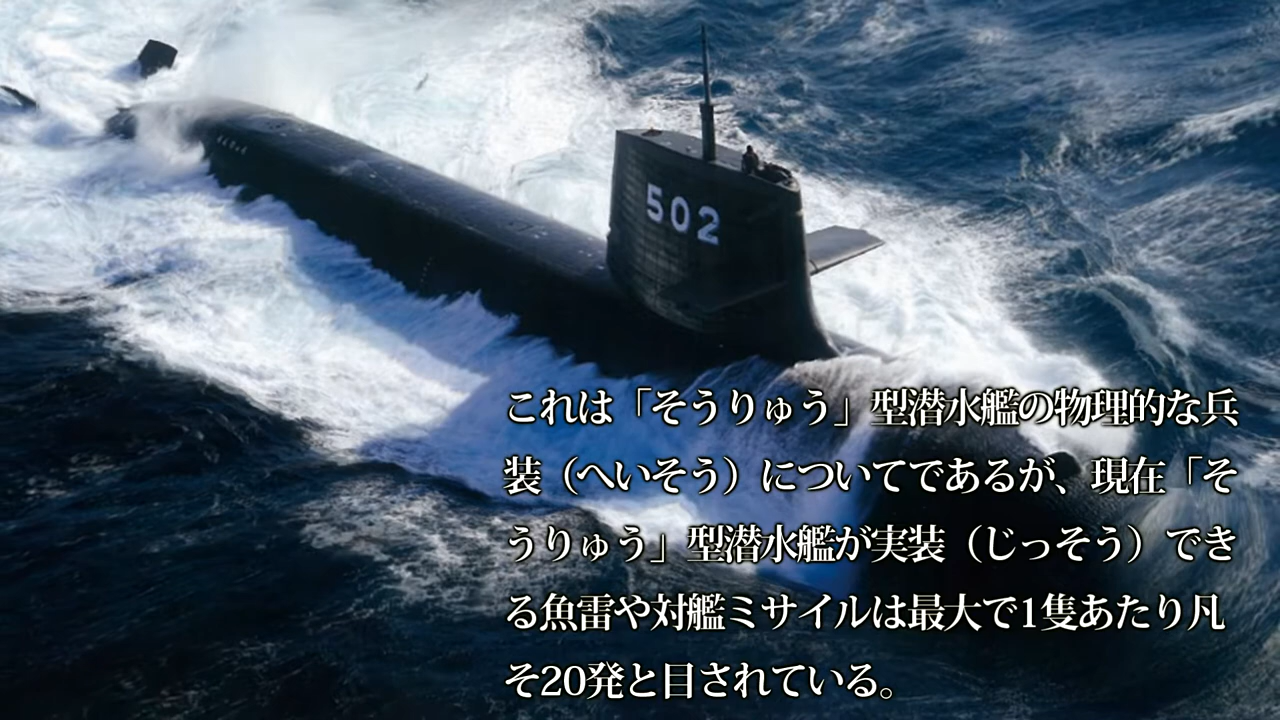 502
これは「そうりゅう」型潜水艦の物理的な兵
装（へいそう）についてであるが、現在「そ
うりゅう」型潜水艦が実装（じっそう）でき
る魚雷や対艦ミサイルは最大で1隻あたり凡
そ20発と目されている。